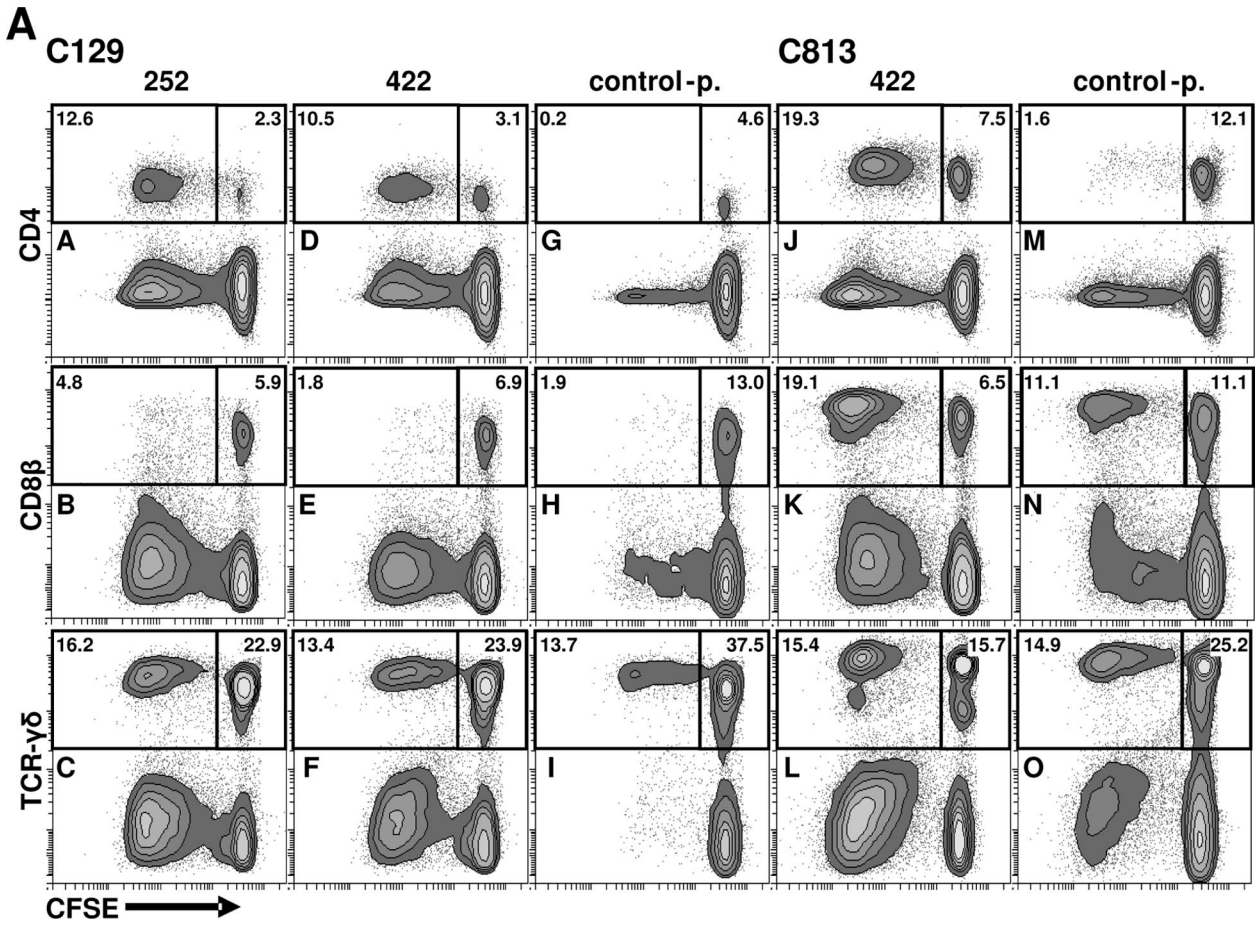 A
C129 C813
252 422 control-p. 422 control-p.
CD4
12.6 2.3 10.5 3.1 0.2 4.6 19.3 7.5 1.6 12.1
A D G J M
CD8β
4.8 5.9 1.8 6.9 1.9 13.0 19.1 6.5 11.1 11.1
B E H K N
TCR-γδ
16.2 22.9 13.4 23.9 13.7 37.5 15.4 15.7 14.9 25.2
C F I L O
CFSE